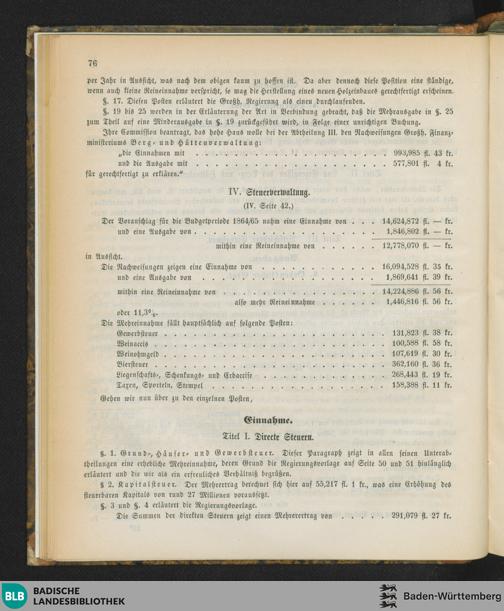 76
per Jahr in Aussicht, was nach dem obigen kaum zu hoffen ist. Da aber dennoch diese Position eine ständige,
wenn auch kleine Reineinnahme verspricht, so mag die Herstellung eines neuen Holzeinbaues gerechtfertigt erscheinen.
§. 17. Diesen Posten erläutert die Großh. Regierung als einen durchlaufenden.
§. 19 bis 25 werden in der Erläuterung der Art in Verbindung gebracht, daß die Mehrausgabe in §. 25
zum Theil auf eine Minderausgabe in §. 19 zurückgeführt wird, in Folge einer unrichtigen Buchung.
Ihre Commission beantragt, das hohe Haus wolle bei der Abtheilung III. den Nachweisungen Großh. Finanz-
ministeriums Berg- und Hüttenverwaltung:
„die Einnahmen mit . . . . . . . . . . . . 993,985 fl. 43 kr.
und die Ausgabe mit . . . . . . . . . . . . 577,801 fl. 4 kr.
für gerechtfertigt zu erklären.“
IV. Steuerverwaltung.
(IV. Seite 42.)
Der Voranschlag für die Budgetperiode 1864/65 nahm eine Einnahme von . . . 14,624,872 fl. — kr.
und eine Ausgabe von . . . . . . . . . . . . 1,846,802 fl. — kr.
mithin eine Reineinnahme von . . . . 12,778,070 fl. — kr.
in Aussicht.
Die Nachweisungen zeigen eine Einnahme von . . . . . . . . 16,094,528 fl. 35 kr.
und eine Ausgabe von . . . . . . . . . . . . 1,869,641 fl. 39 kr.
mithin eine Reineinnahme von . . . . . . . . . . 14,224,886 fl. 56 kr.
also mehr Reineinnahme . . . . . . 1,446,816 fl. 56 kr.
oder 11,3%.
Die Mehreinnahme fällt hauptsächlich auf folgende Posten:
Gewerbsteuer . . . . . . . . . . . . 131,823 fl. 38 kr.
Weinaccis . . . . . . . . . . . . 100,588 fl. 58 kr.
Weinohmgeld . . . . . . . . . . . . 107,619 fl. 30 kr.
Biersteuer . . . . . . . . . . . . 362,160 fl. 36 kr.
Liegenschafts-, Schenkungs- und Erbaccise . . . . . . . . 268,443 fl. 19 kr.
Taxen, Sporteln, Stempel . . . . . . . . . . 158,388 fl. 11 kr.
Gehen wir nun über zu den einzelnen Posten,
Einnahme.
Titel I. Directe Steuern.
§. 1. Grund-, Häuser- und Gewerbsteuer. Dieser Paragraph zeigt in allen seinen Unterab-
theilungen eine erhebliche Mehreinnahme, deren Grund die Regierungsvorlage auf Seite 50 und 51 hinlänglich
erläutert und die wir als ein erfreuliches Verhältniß begrüßen.
§ 2. Kapitalsteuer. Der Mehrertrag berechnet sich hier auf 55,217 fl. 1 kr., was eine Erhöhung des
steuerbaren Kapitals von rund 27 Millionen voraussetzt.
§. 3 und §. 4 erläutert die Regierungsvorlage.
Die Summen der direkten Steuern zeigt einen Mehrertrag von . . . . . 291,079 fl. 27 kr.
BLB BADISCHE
LANDESBIBLIOTHEK
Baden-Württemberg